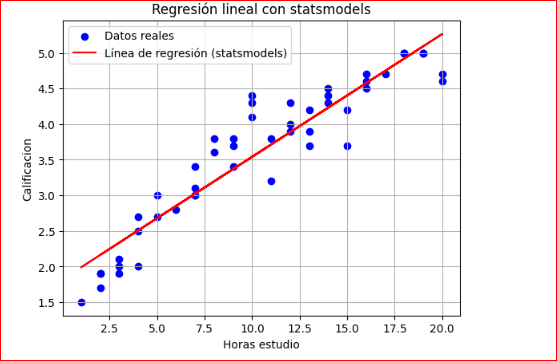 Regresión lineal con statsmodels
Datos reales
Línea de regresión (statsmodels)
Calificacion
5.0
4.5
4.0
3.5
3.0
2.5
2.0
1.5
2.5 5.0 7.5 10.0 12.5 15.0 17.5 20.0
Horas estudio